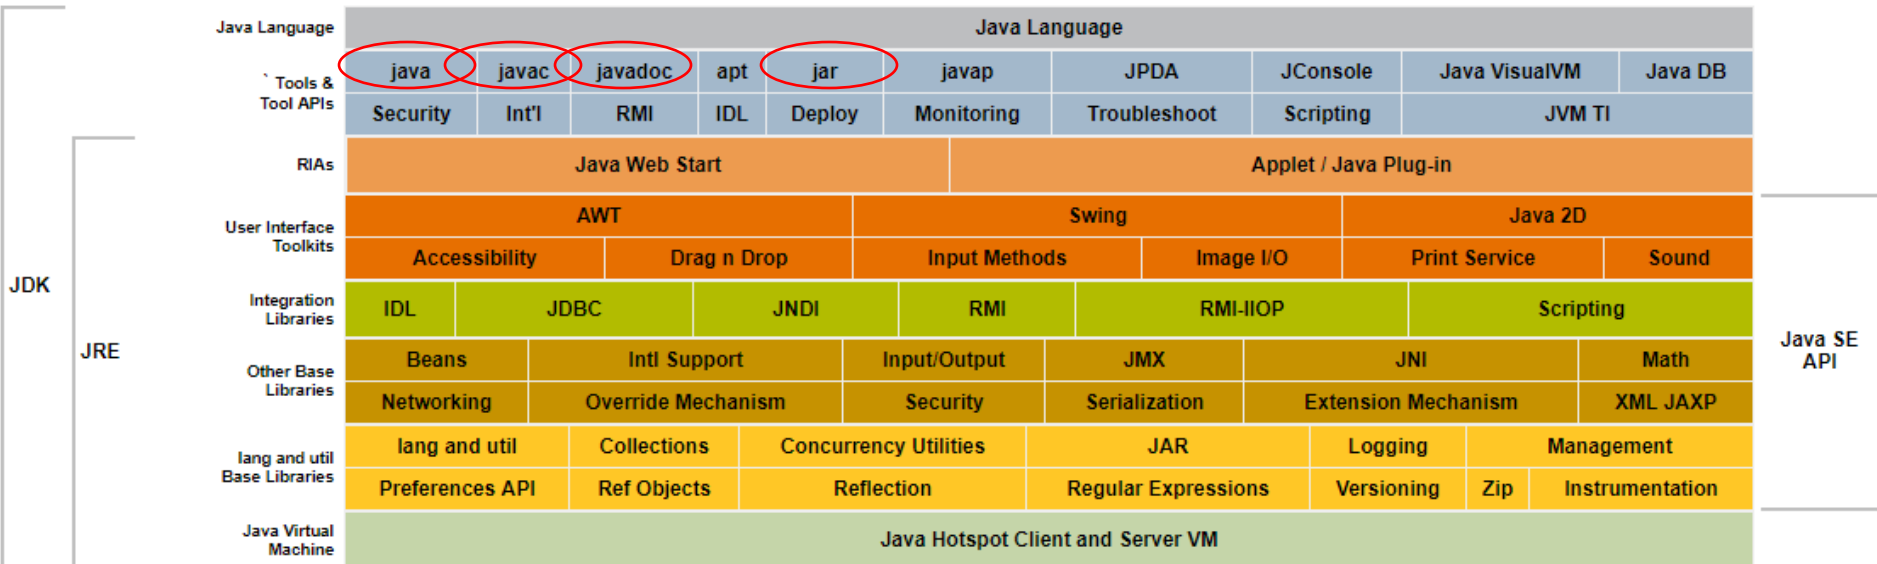 Java Language Java Language
java javac javadoc apt jar javap JPDA JConsole Java VisualVM Java DB
` Tools &
Tool APIs
Security Int'l RMI IDL Deploy Monitoring Troubleshoot Scripting JVM TI
RIAs Java Web Start Applet / Java Plug-in
AWT Swing Java 2D
User Interface
Toolkits
Accessibility Drag n Drop Input Methods Image I/O Print Service Sound
JDK
Integration
Libraries
IDL JDBC JNDI RMI RMI-IIOP Scripting
JRE
Java SE
API
Beans Intl Support Input/Output JMX JNI Math
Other Base
Libraries
Networking Override Mechanism Security Serialization Extension Mechanism XML JAXP
lang and util Collections Concurrency Utilities JAR Logging Management
lang and util
Base Libraries
Preferences API Ref Objects Reflection Regular Expressions Versioning Zip Instrumentation
Java Virtual
Machine
Java Hotspot Client and Server VM